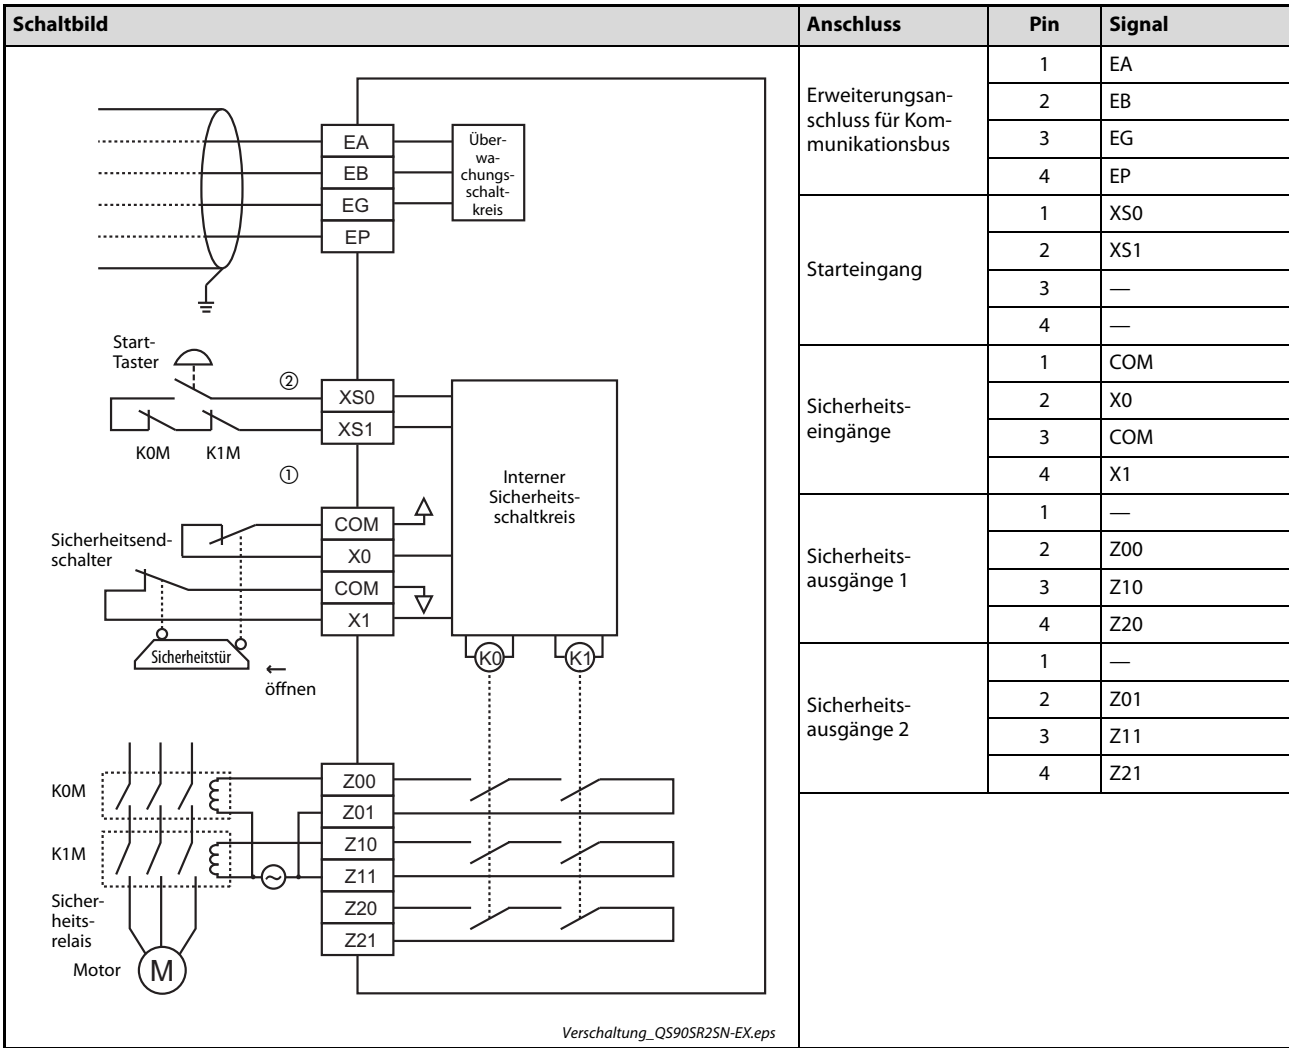 Schaltbild
Anschluss Pin Signal
EA
EB
EG
EP
Über-
wa-
chungs-
schalt-
kreis
Start-
Taster
②
XS0
XS1
K0M K1M
①
Interner
Sicherheits-
schaltkreis
Sicherheitsend-
schalter
COM
X0
COM
X1
Sicherheitstür
←
öffnen
K0 K1
K0M
K1M
Sicher-
heits-
relais
Motor
M
Z00
Z01
Z10
Z11
Z20
Z21
Verschaltung_QS90SR2SN-EX.eps
Erweiterungsan-
schluss für Kom-
munikationsbus
1 EA
2 EB
3 EG
4 EP
Starteingang
1 XS0
2 XS1
3 —
4 —
Sicherheits-
eingänge
1 COM
2 X0
3 COM
4 X1
Sicherheits-
ausgänge 1
1 —
2 Z00
3 Z10
4 Z20
Sicherheits-
ausgänge 2
1 —
2 Z01
3 Z11
4 Z21